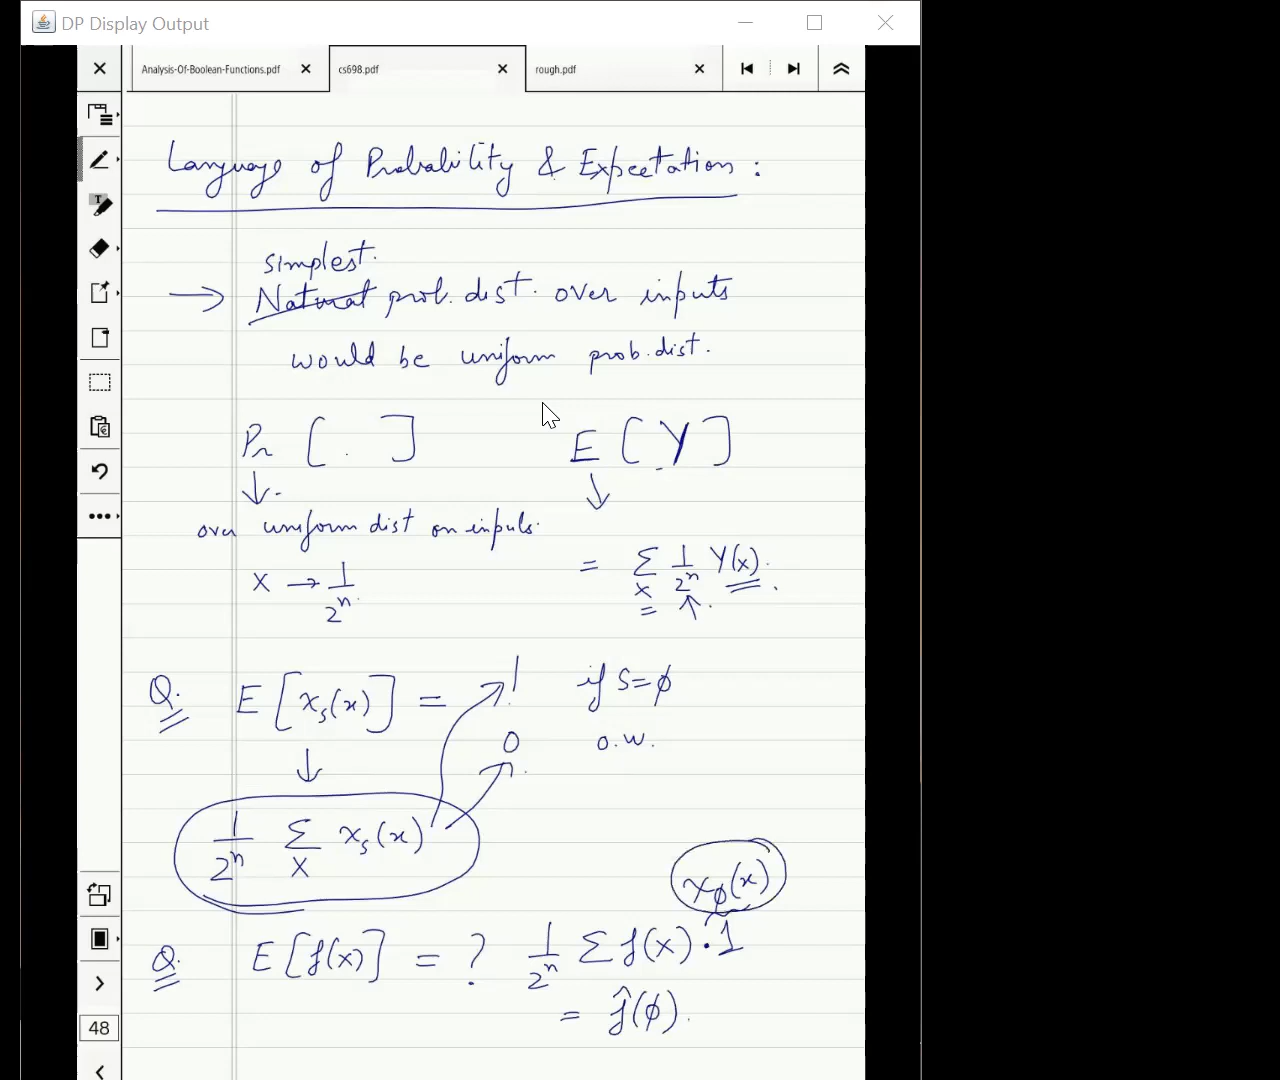 DP Display Output
Analysis-Of-Boolean-Functions.pdf
cs698.pdf
rough.pdf
Language of Probability & Expectation :
simplest.
→ Natural prob. dist. over inputs
would be uniform prob. dist.
Pr [ . ] E [ Y ]
↓ ↓
over uniform dist on inputs.
x → 1/2^n = Σ_x 1/2^n Y(x).
Q. E[χ_S(x)] = 1 if S=ϕ
0 o.w.
↓
1/2^n Σ_x χ_S(x)
χ_ϕ(x)
Q. E[f(x)] = ? 1/2^n Σ f(x) · 1
= f̂(ϕ).
48